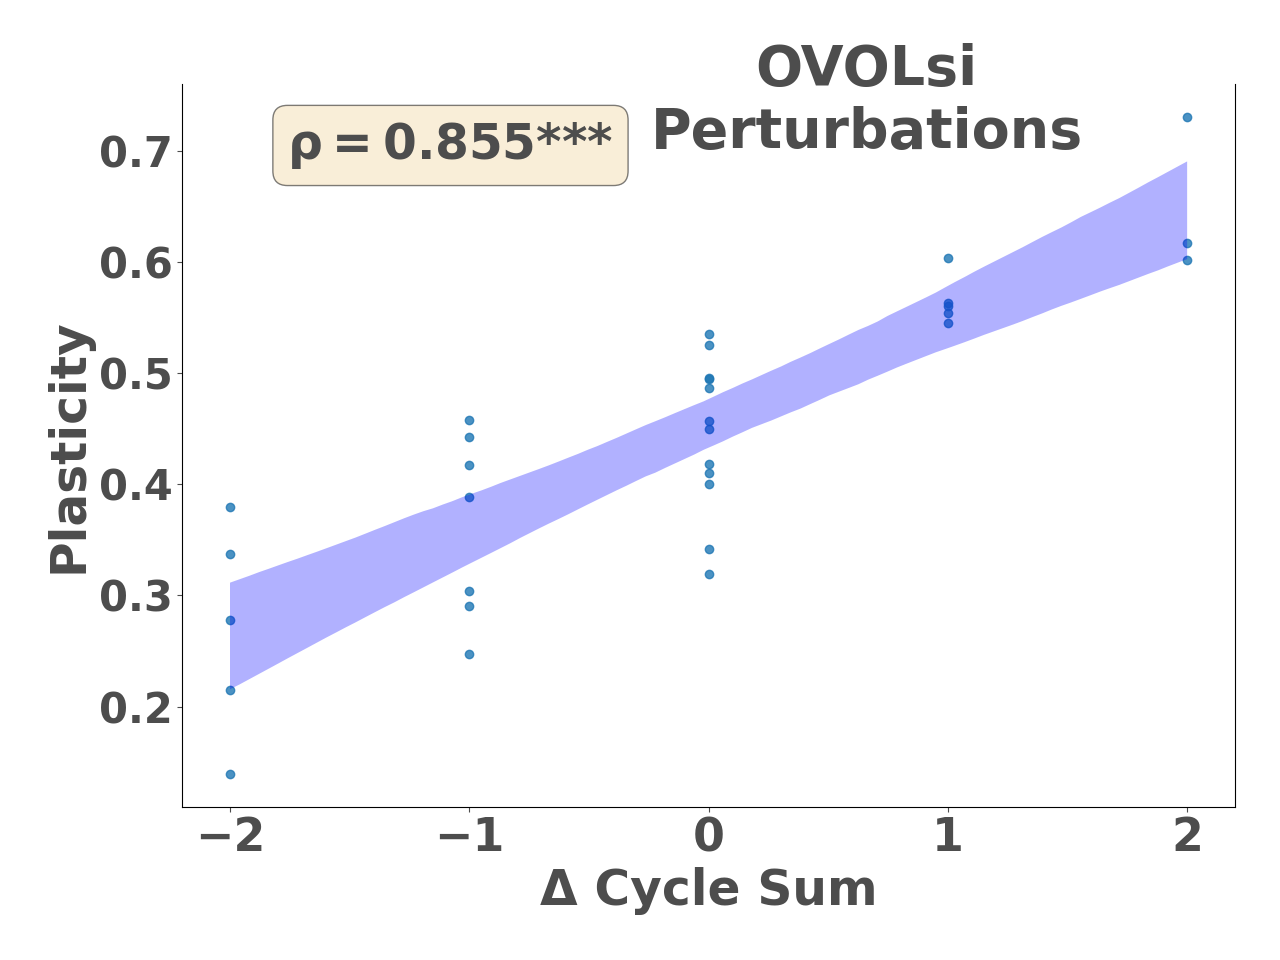 OVOLsi
Perturbations
ρ = 0.855***
Plasticity
0.7
0.6
0.5
0.4
0.3
0.2
−2 −1 0 1 2
Δ Cycle Sum